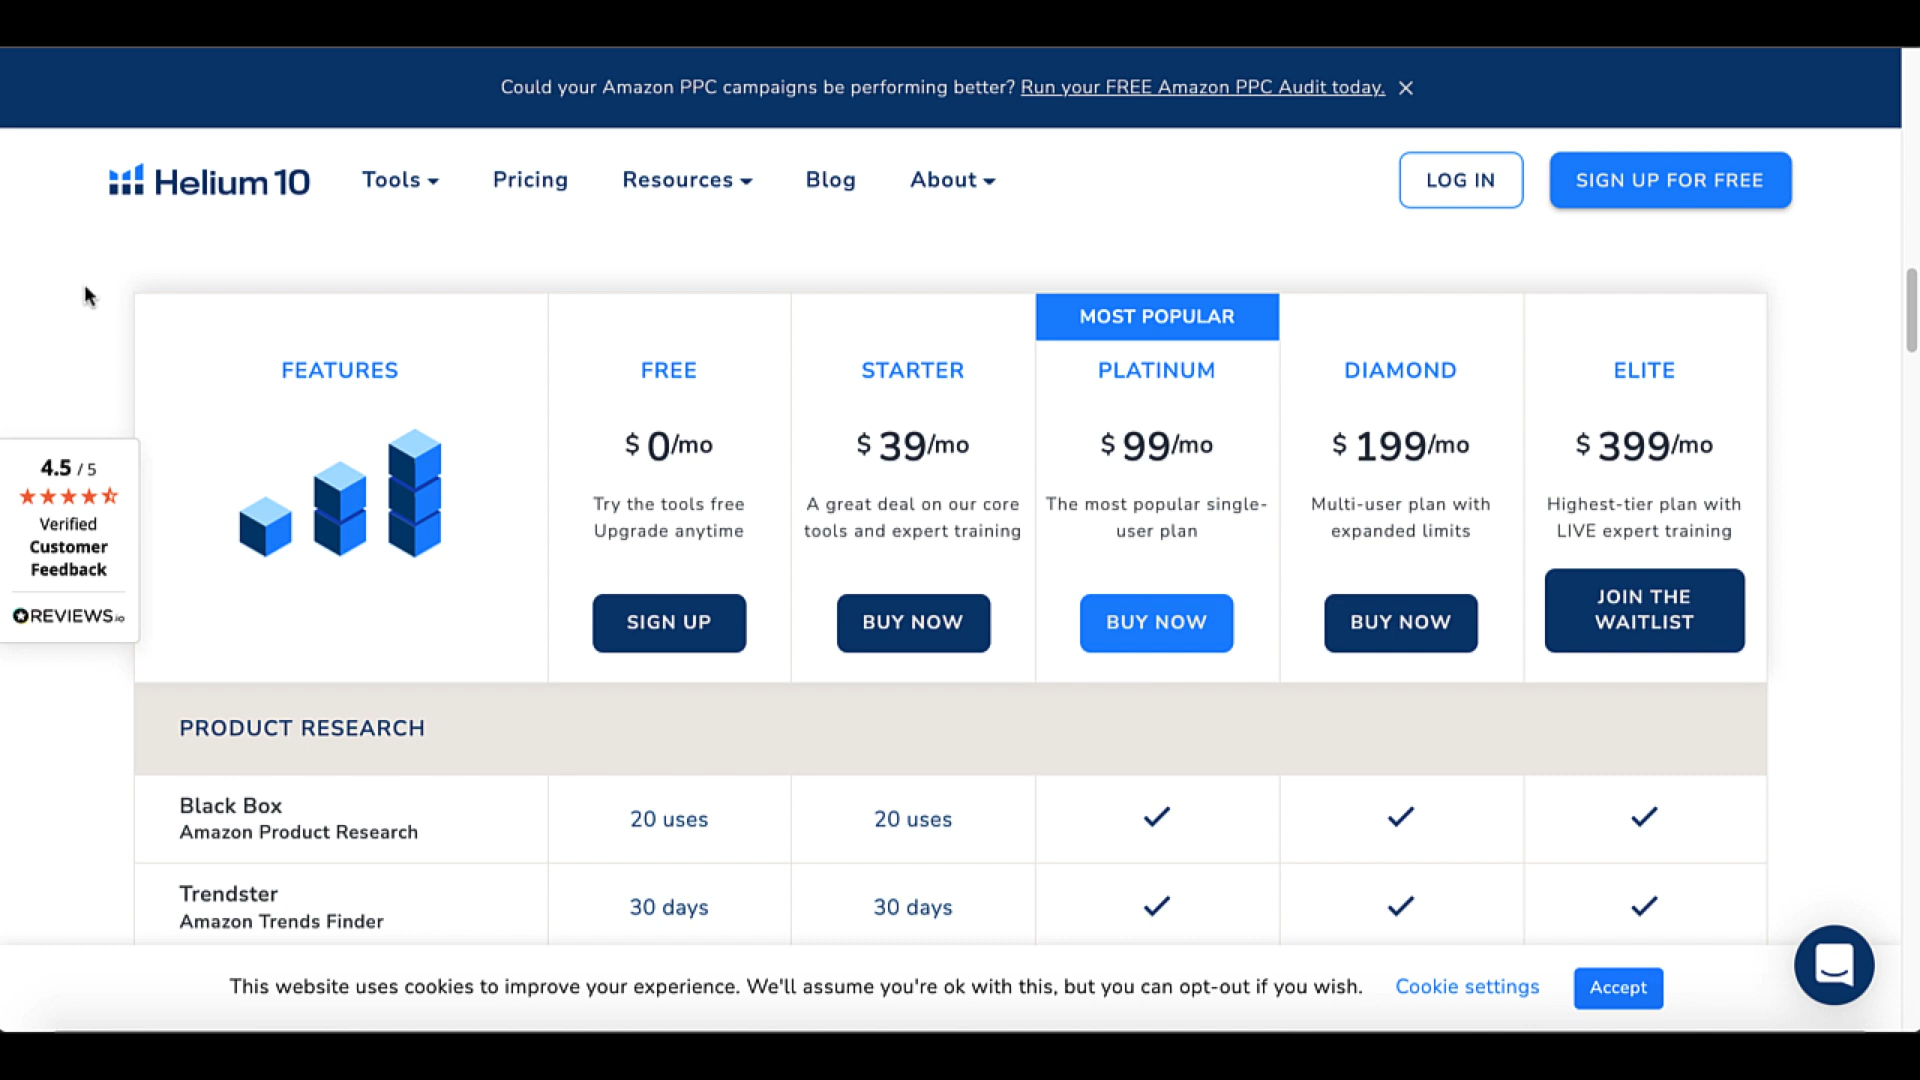 Could your Amazon PPC campaigns be performing better? Run your FREE Amazon PPC Audit today.
Helium 10 Tools Pricing Resources Blog About LOG IN SIGN UP FOR FREE
MOST POPULAR
FEATURES FREE STARTER PLATINUM DIAMOND ELITE
$ 0/mo $ 39/mo $ 99/mo $ 199/mo $ 399/mo
Try the tools free
Upgrade anytime
A great deal on our core
tools and expert training
The most popular single-
user plan
Multi-user plan with
expanded limits
Highest-tier plan with
LIVE expert training
SIGN UP BUY NOW BUY NOW BUY NOW
JOIN THE
WAITLIST
4.5 / 5
Verified
Customer
Feedback
REVIEWS.io
PRODUCT RESEARCH
Black Box
Amazon Product Research
20 uses 20 uses
Trendster
Amazon Trends Finder
30 days 30 days
This website uses cookies to improve your experience. We'll assume you're ok with this, but you can opt-out if you wish. Cookie settings Accept